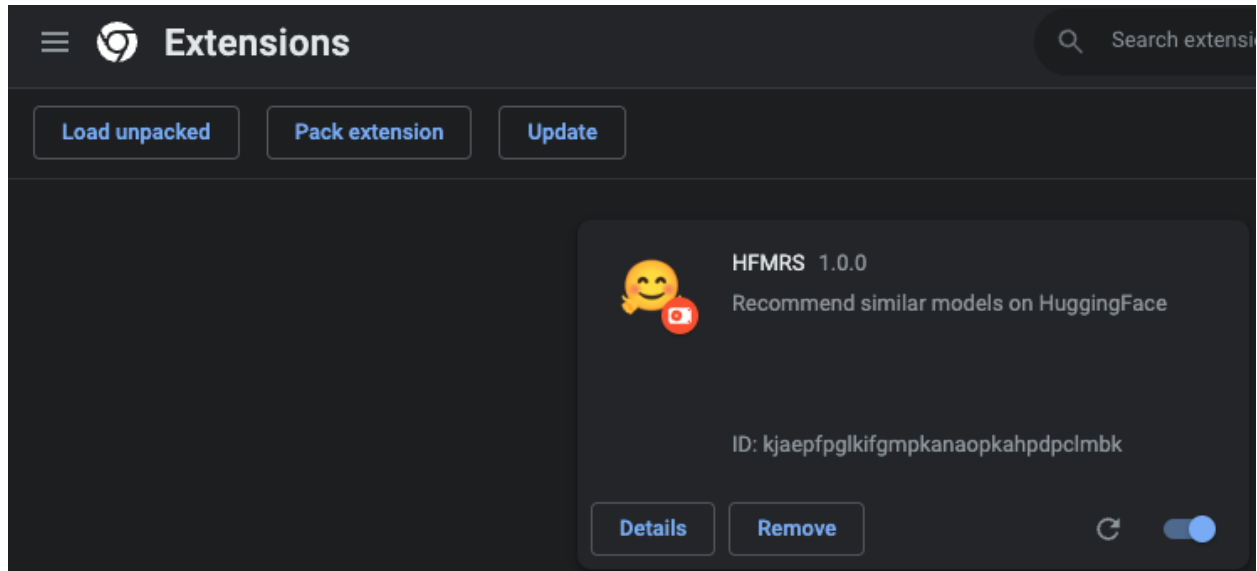 Extensions
Search extensi
Load unpacked
Pack extension
Update
HFMRS 1.0.0
Recommend similar models on HuggingFace
ID: kjaepfpglkifgmpkanaopkahpdpclmbk
Details
Remove